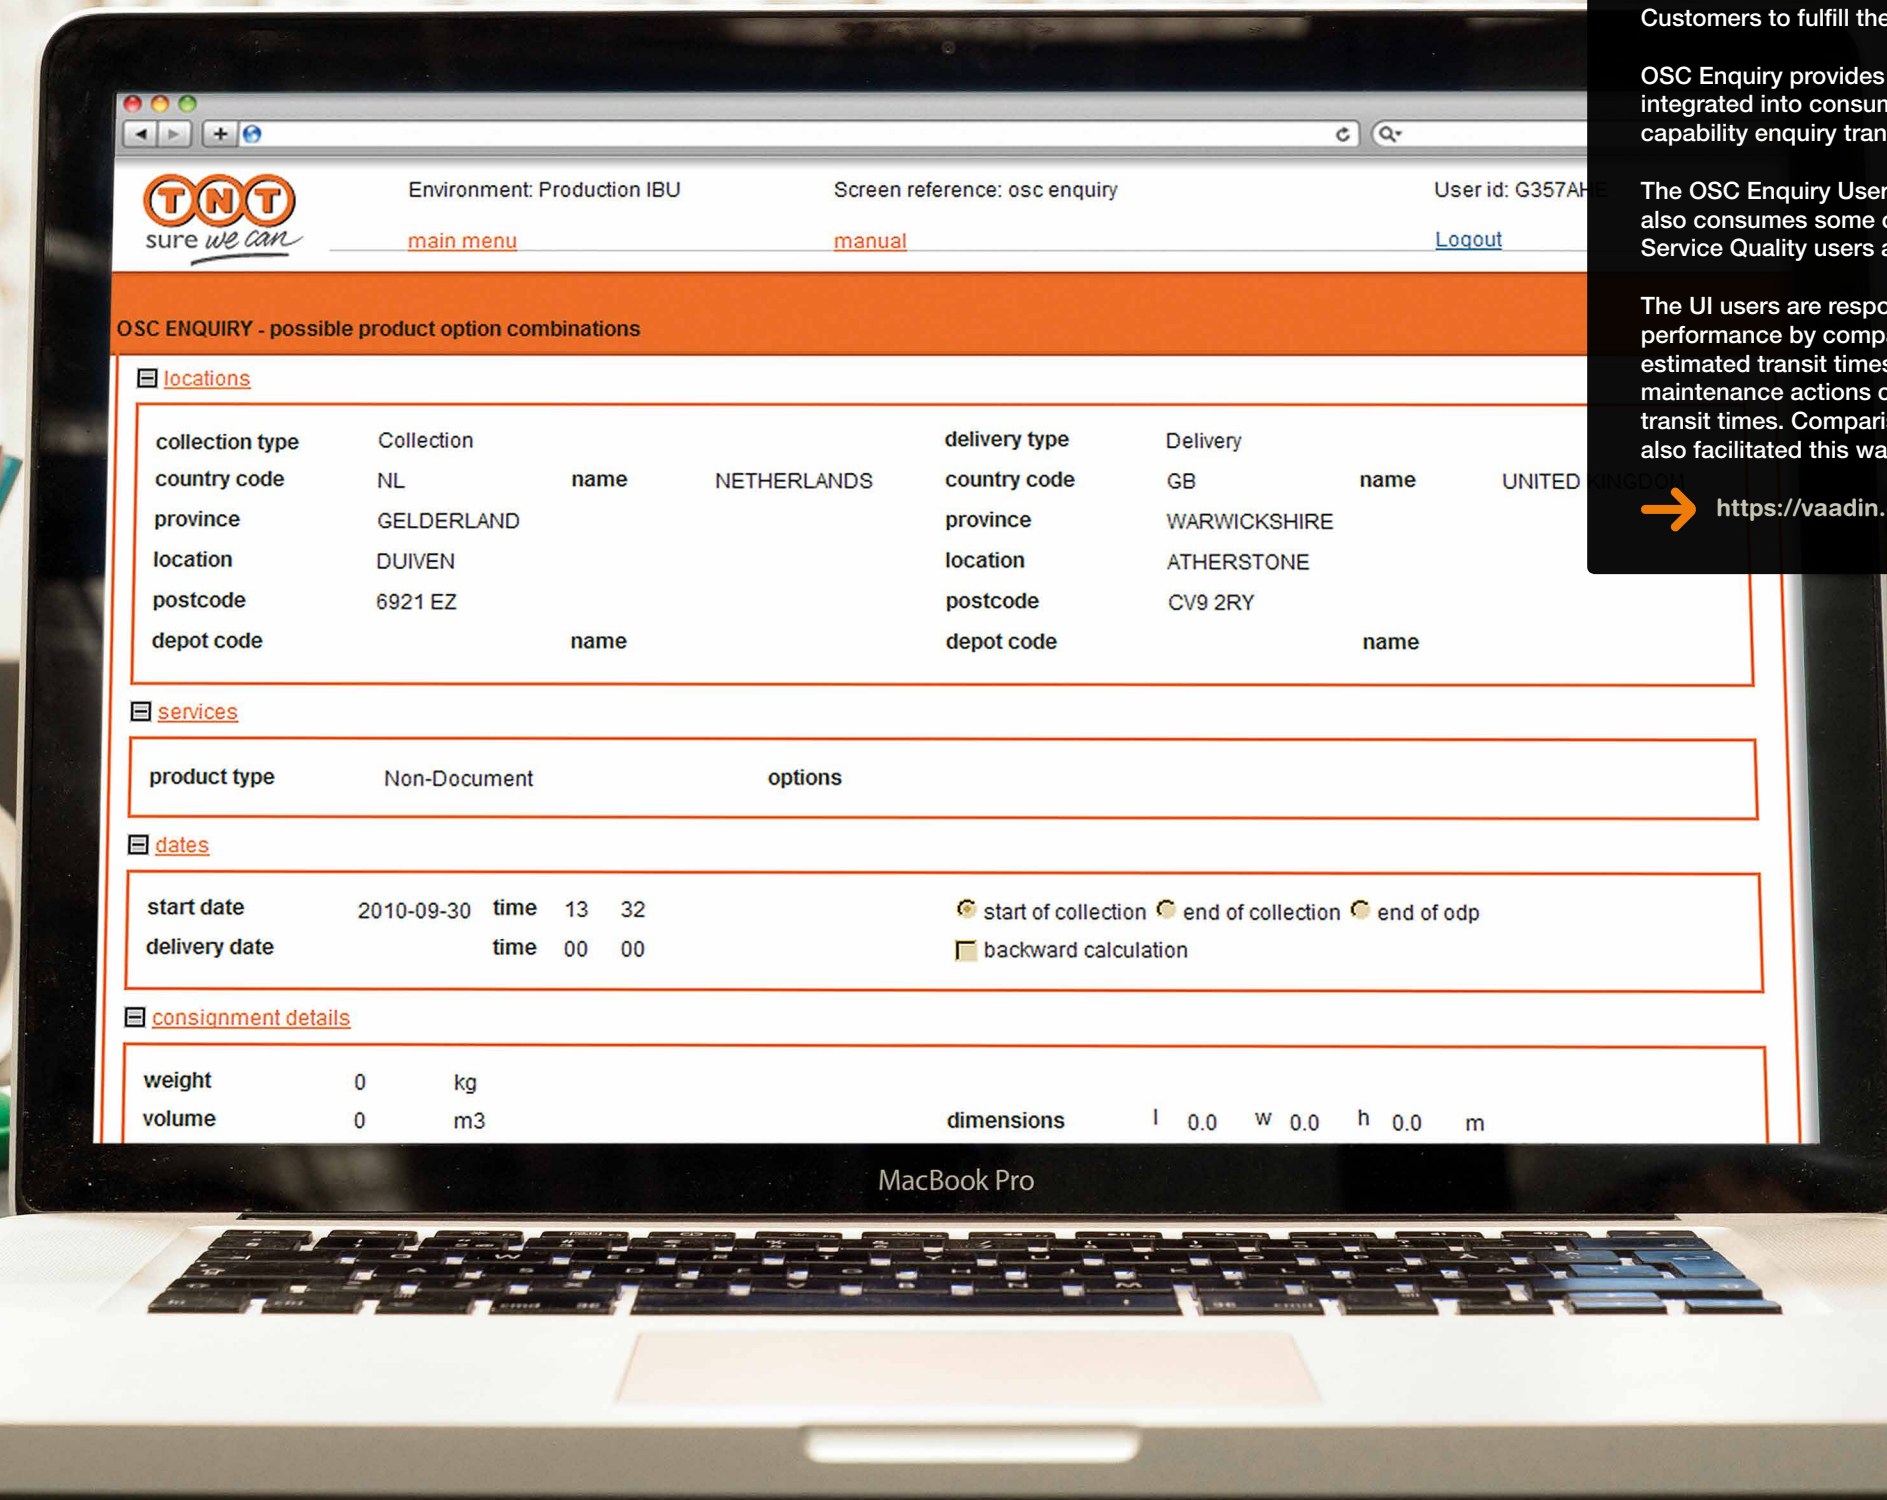 Customers to fulfill the
OSC Enquiry provides
integrated into consum
capability enquiry tran
The OSC Enquiry User
also consumes some o
Service Quality users a
The UI users are respo
performance by compa
estimated transit times
maintenance actions o
transit times. Comparis
also facilitated this wa
https://vaadin.
TNT
sure we can
Environment: Production IBU Screen reference: osc enquiry User id: G357AHE
main menu manual Logout
OSC ENQUIRY - possible product option combinations
locations
collection type Collection delivery type Delivery
country code NL name NETHERLANDS country code GB name UNITED KINGDOM
province GELDERLAND province WARWICKSHIRE
location DUIVEN location ATHERSTONE
postcode 6921 EZ postcode CV9 2RY
depot code name depot code name
services
product type Non-Document options
dates
start date 2010-09-30 time 13 32 start of collection end of collection end of odp
delivery date time 00 00 backward calculation
consignment details
weight 0 kg
volume 0 m3 dimensions l 0.0 w 0.0 h 0.0 m
MacBook Pro